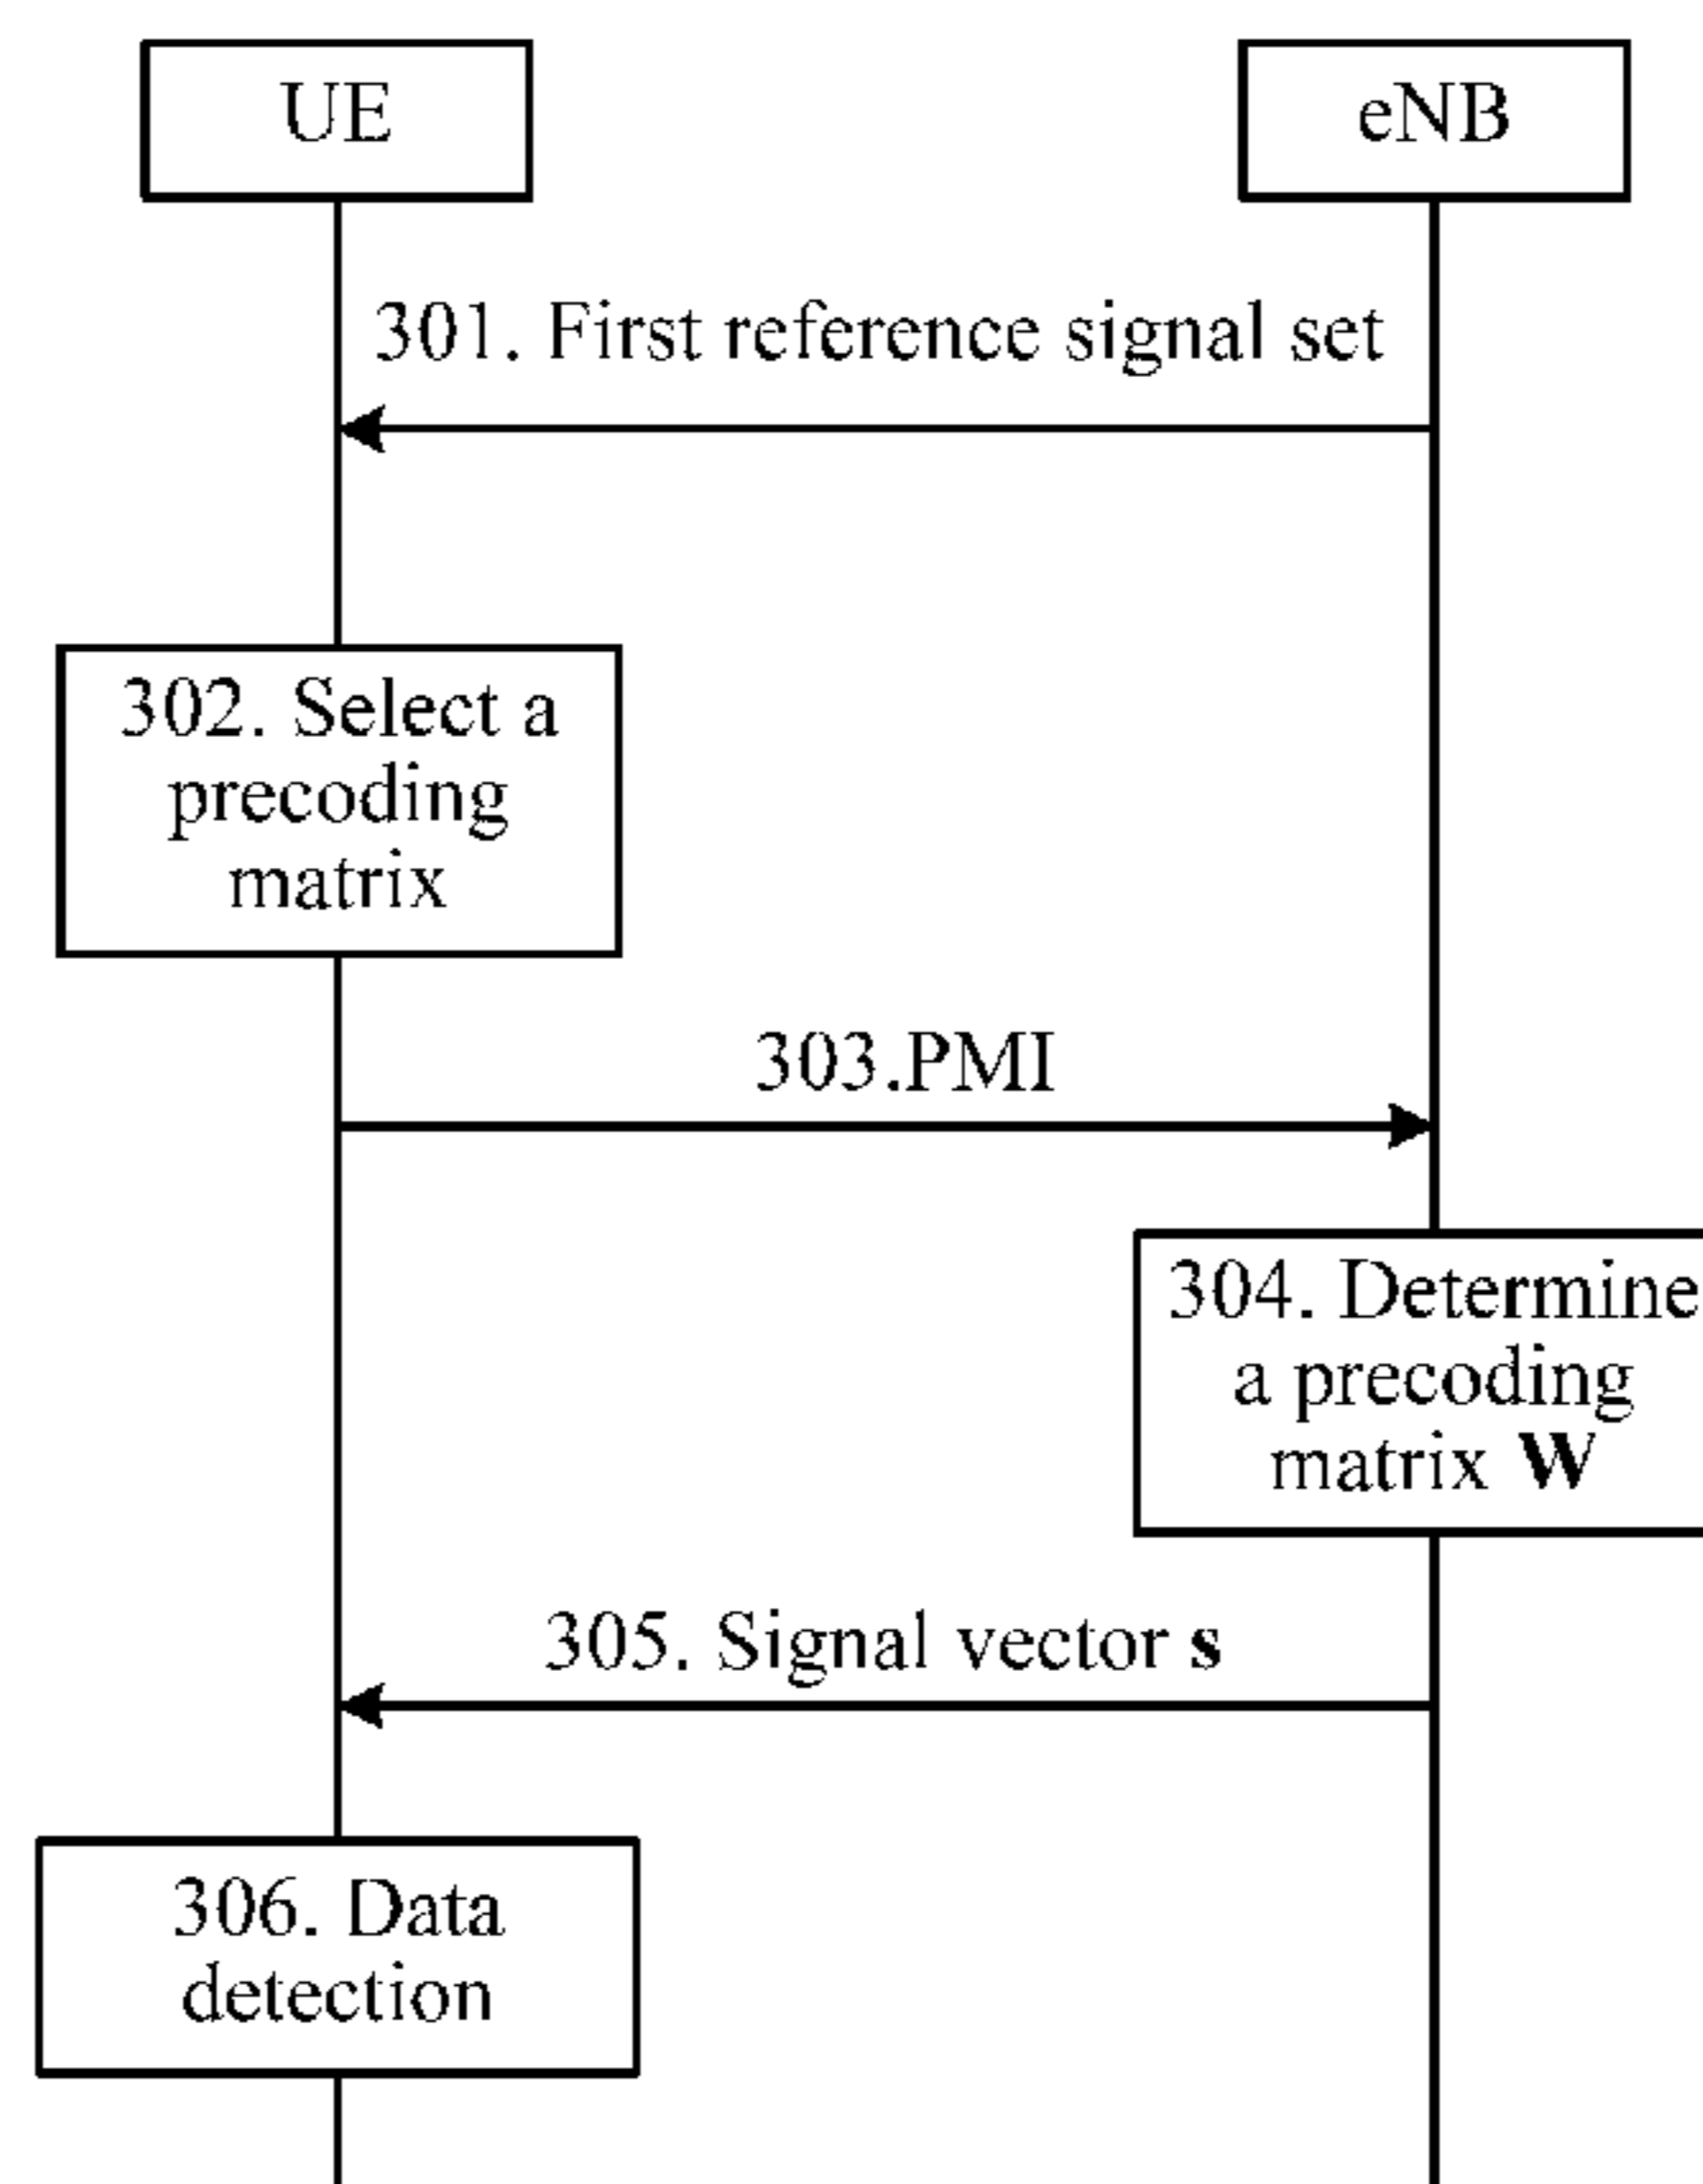 UE
eNB
301. First reference signal set
302. Select a
precoding
matrix
303.PMI
304. Determine
a precoding
matrix W
305. Signal vector s
306. Data
detection